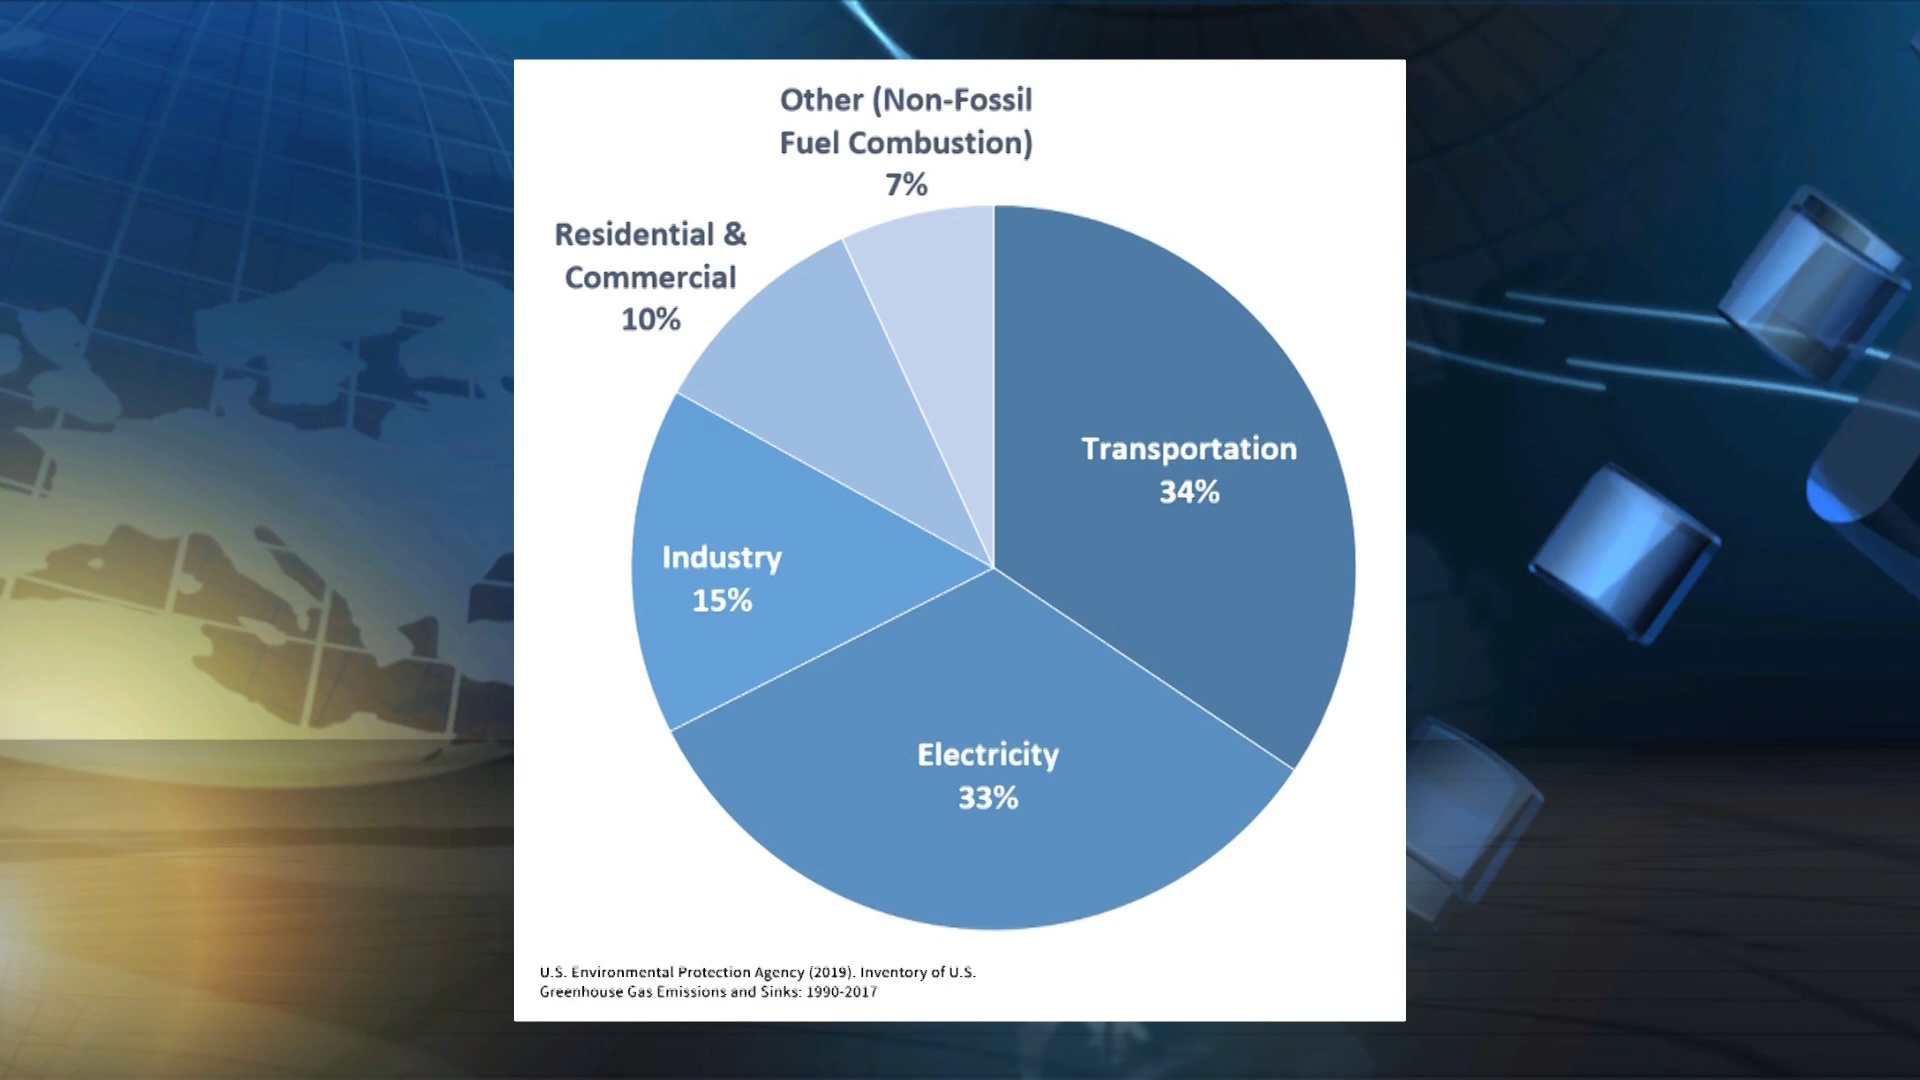 Other (Non-Fossil
Fuel Combustion)
7%
Residential &
Commercial
10%
Transportation
34%
Industry
15%
Electricity
33%
U.S. Environmental Protection Agency (2019). Inventory of U.S.
Greenhouse Gas Emissions and Sinks: 1990-2017